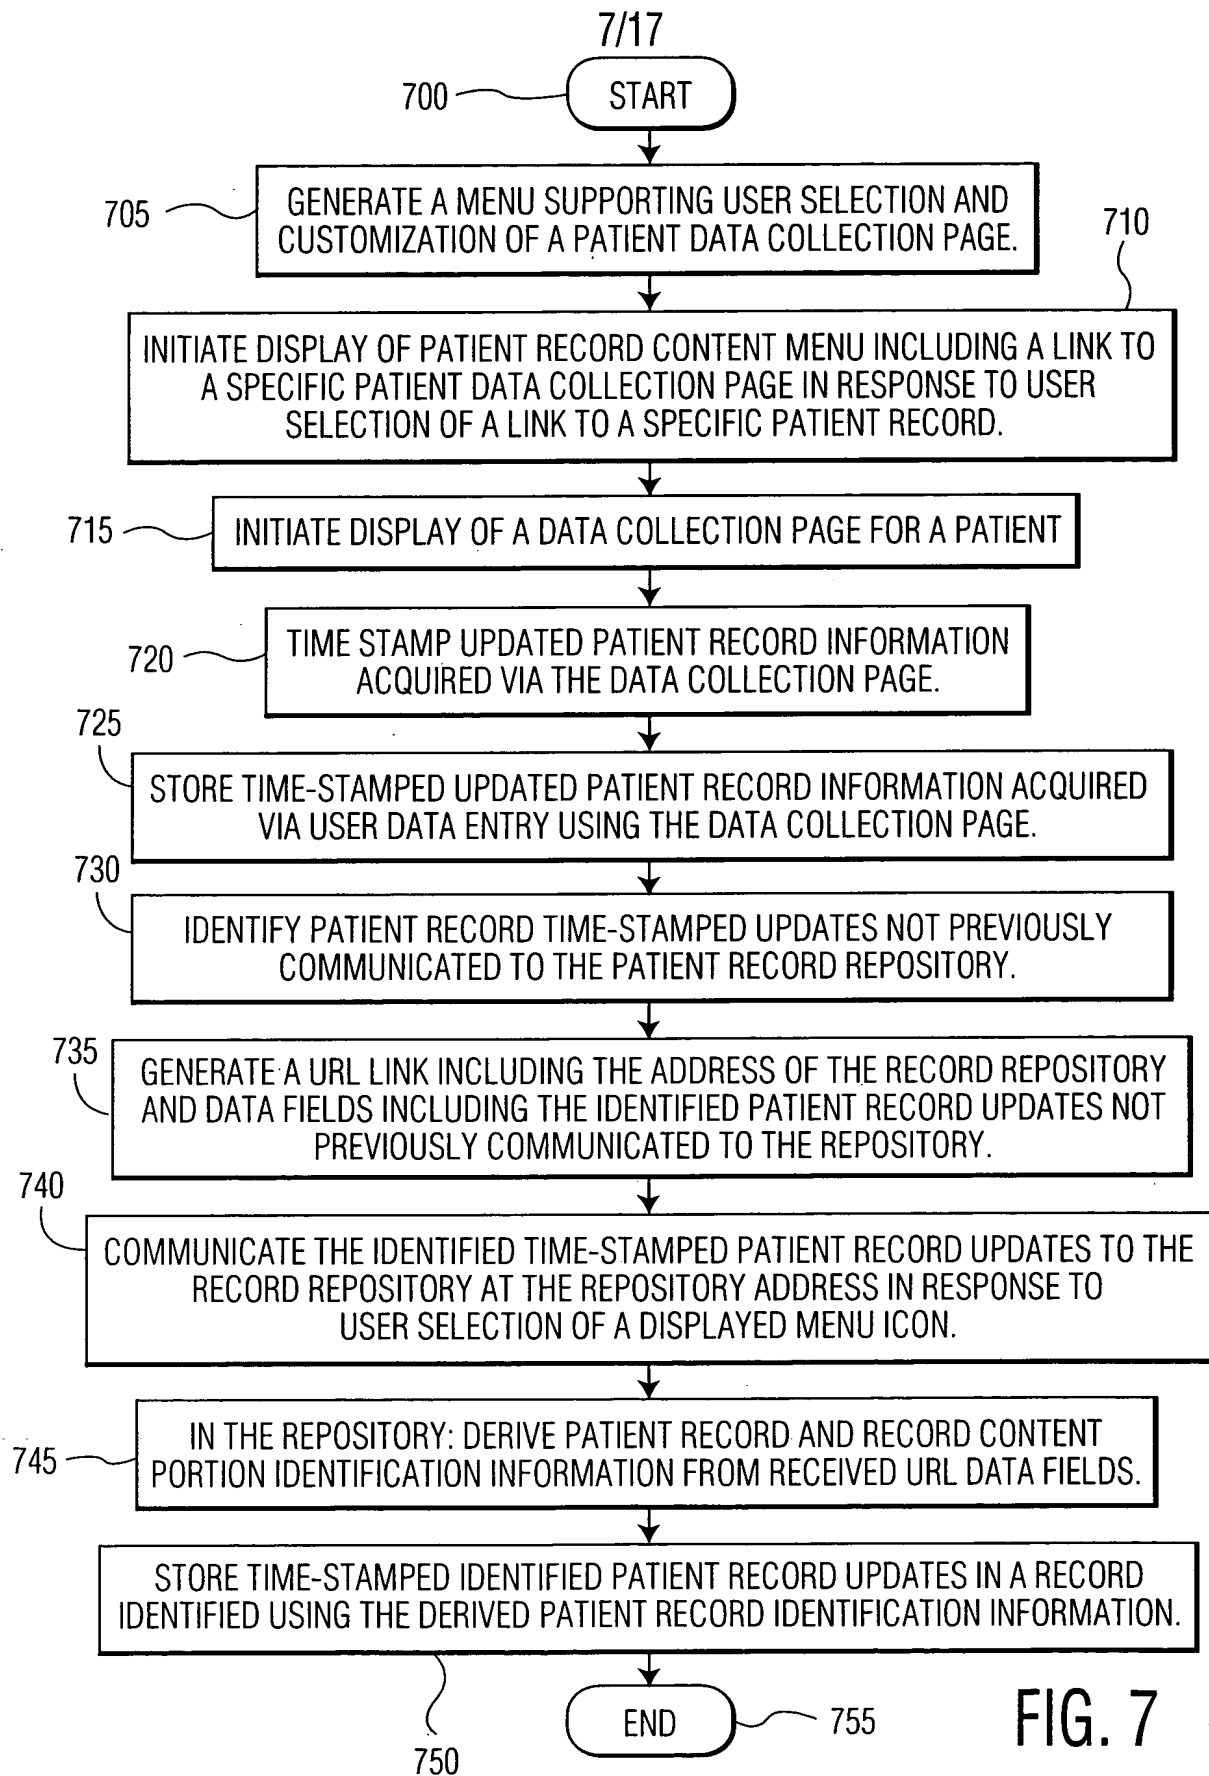 7/17
700
START
705
GENERATE A MENU SUPPORTING USER SELECTION AND
CUSTOMIZATION OF A PATIENT DATA COLLECTION PAGE.
710
INITIATE DISPLAY OF PATIENT RECORD CONTENT MENU INCLUDING A LINK TO
A SPECIFIC PATIENT DATA COLLECTION PAGE IN RESPONSE TO USER
SELECTION OF A LINK TO A SPECIFIC PATIENT RECORD.
715
INITIATE DISPLAY OF A DATA COLLECTION PAGE FOR A PATIENT
720
TIME STAMP UPDATED PATIENT RECORD INFORMATION
ACQUIRED VIA THE DATA COLLECTION PAGE.
725
STORE TIME-STAMPED UPDATED PATIENT RECORD INFORMATION ACQUIRED
VIA USER DATA ENTRY USING THE DATA COLLECTION PAGE.
730
IDENTIFY PATIENT RECORD TIME-STAMPED UPDATES NOT PREVIOUSLY
COMMUNICATED TO THE PATIENT RECORD REPOSITORY.
735
GENERATE A URL LINK INCLUDING THE ADDRESS OF THE RECORD REPOSITORY
AND DATA FIELDS INCLUDING THE IDENTIFIED PATIENT RECORD UPDATES NOT
PREVIOUSLY COMMUNICATED TO THE REPOSITORY.
740
COMMUNICATE THE IDENTIFIED TIME-STAMPED PATIENT RECORD UPDATES TO THE
RECORD REPOSITORY AT THE REPOSITORY ADDRESS IN RESPONSE TO
USER SELECTION OF A DISPLAYED MENU ICON.
745
IN THE REPOSITORY: DERIVE PATIENT RECORD AND RECORD CONTENT
PORTION IDENTIFICATION INFORMATION FROM RECEIVED URL DATA FIELDS.
STORE TIME-STAMPED IDENTIFIED PATIENT RECORD UPDATES IN A RECORD
IDENTIFIED USING THE DERIVED PATIENT RECORD IDENTIFICATION INFORMATION.
750
END
755
FIG. 7